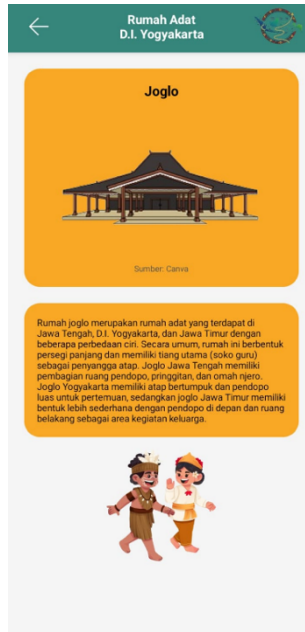 Rumah Adat
D.I. Yogyakarta
Joglo
Sumber: Canva
Rumah joglo merupakan rumah adat yang terdapat di
Jawa Tengah, D.I. Yogyakarta, dan Jawa Timur dengan
beberapa perbedaan ciri. Secara umum, rumah ini berbentuk
persegi panjang dan memiliki tiang utama (soko guru)
sebagai penyangga atap. Joglo Jawa Tengah memiliki
pembagian ruang pendopo, pringgitan, dan omah njero.
Joglo Yogyakarta memiliki atap bertumpuk dan pendopo
luas untuk pertemuan, sedangkan joglo Jawa Timur memiliki
bentuk lebih sederhana dengan pendopo di depan dan ruang
belakang sebagai area kegiatan keluarga.